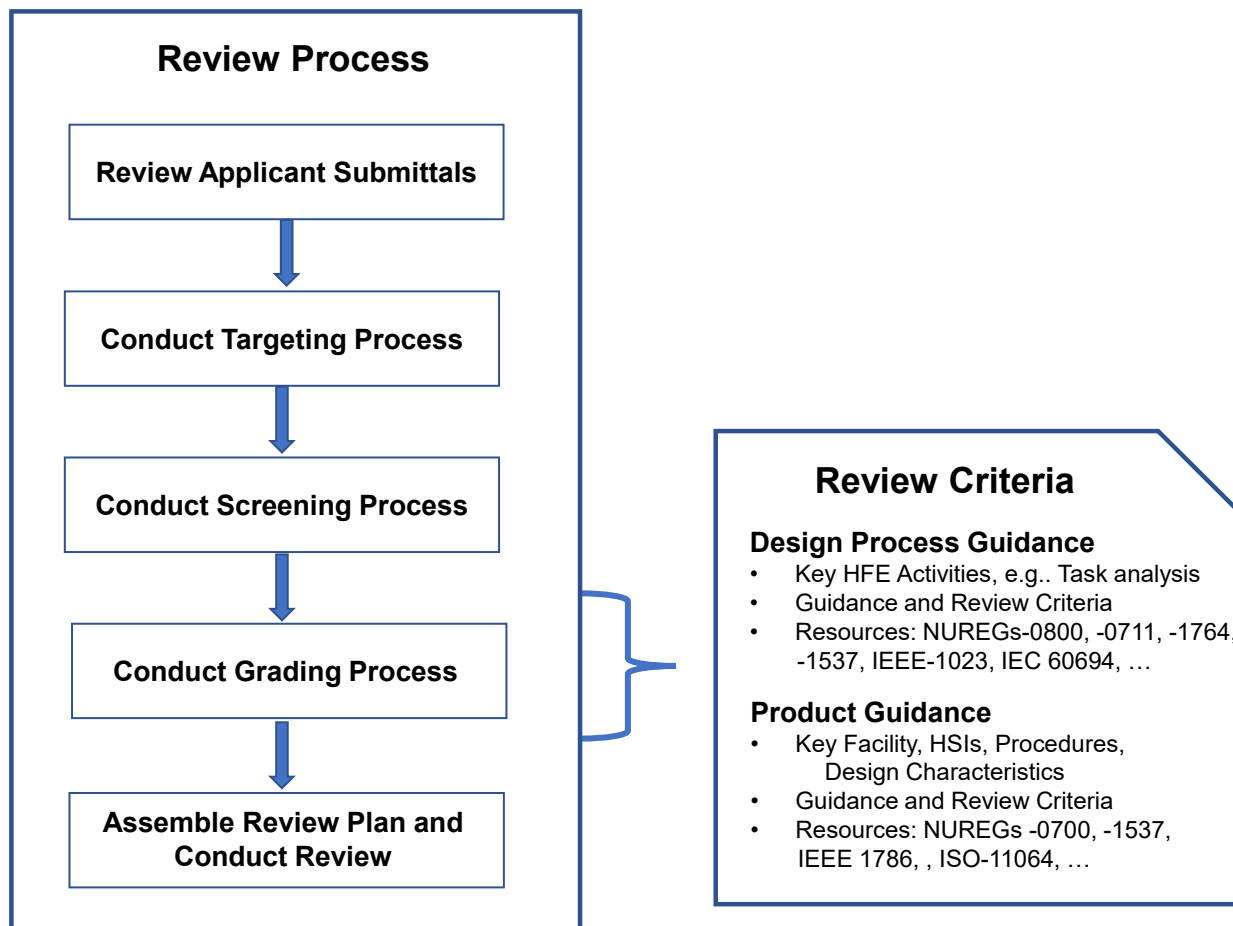 Review Process
Review Applicant Submittals
Conduct Targeting Process
Conduct Screening Process
Conduct Grading Process
Assemble Review Plan and
Conduct Review
Review Criteria
Design Process Guidance
• Key HFE Activities, e.g.. Task analysis
• Guidance and Review Criteria
• Resources: NUREGs-0800, -0711, -1764,
-1537, IEEE-1023, IEC 60694, …
Product Guidance
• Key Facility, HSIs, Procedures,
Design Characteristics
• Guidance and Review Criteria
• Resources: NUREGs -0700, -1537,
IEEE 1786, , ISO-11064, …